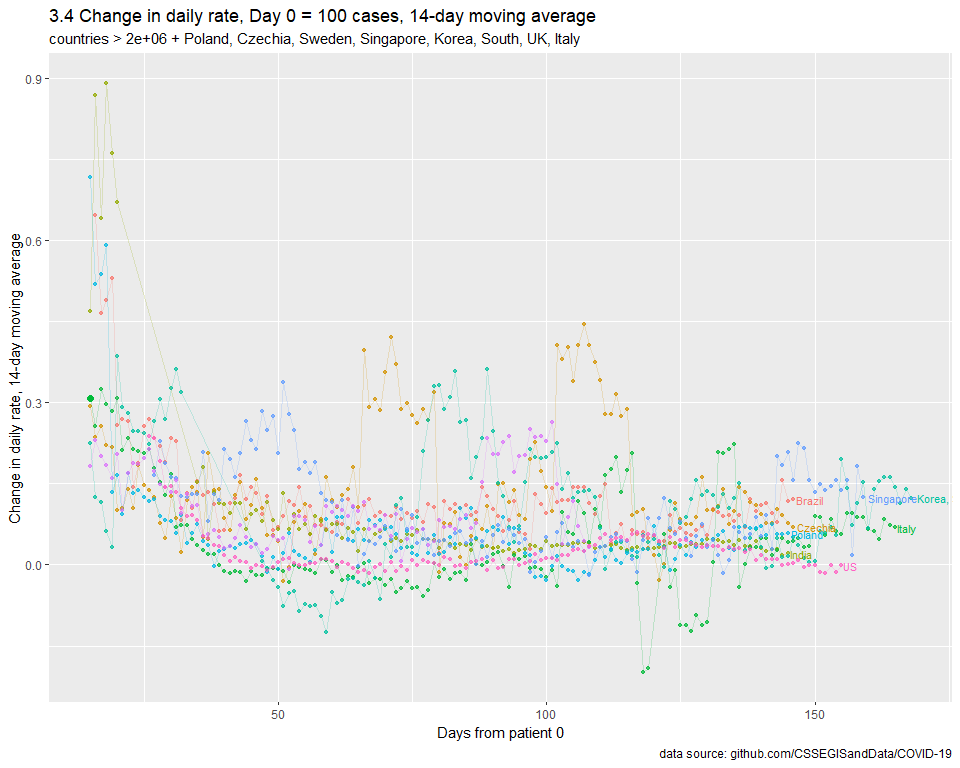 3.4 Change in daily rate, Day 0 = 100 cases, 14-day moving average
countries > 2e+06 + Poland, Czechia, Sweden, Singapore, Korea, South, UK, Italy
Change in daily rate, 14-day moving average
0.9
0.6
0.3
0.0
Brazil
SingaporeKorea,
Czechia
Poland
Italy
India
US
50
100
150
Days from patient 0
data source: github.com/CSSEGISandData/COVID-19